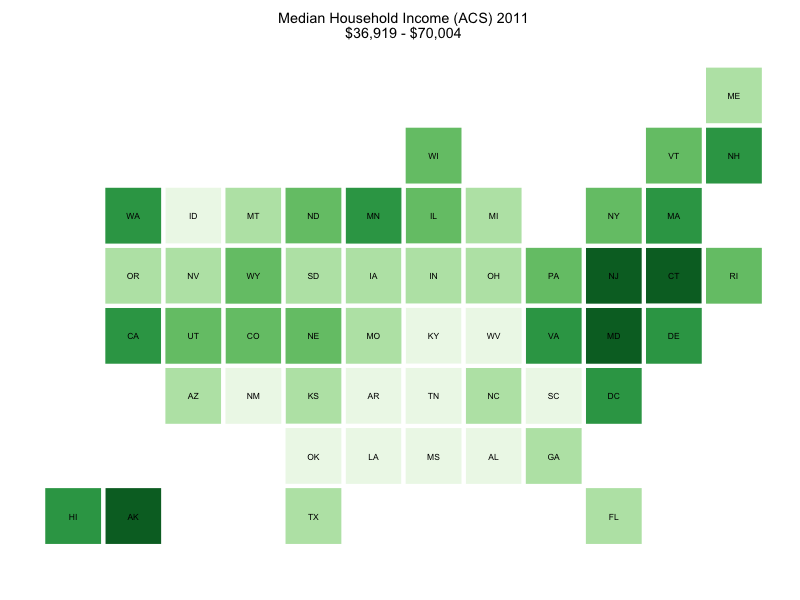 Median Household Income (ACS) 2011
$36,919 - $70,004
ME
WI VT NH
WA ID MT ND MN IL MI NY MA
OR NV WY SD IA IN OH PA NJ CT RI
CA UT CO NE MO KY WV VA MD DE
AZ NM KS AR TN NC SC DC
OK LA MS AL GA
HI AK TX FL